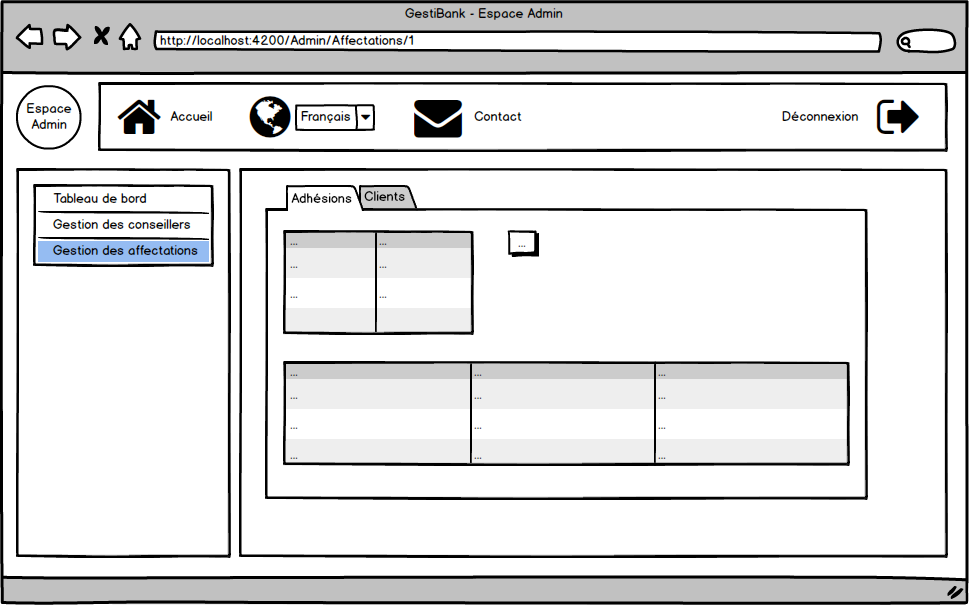 GestiBank - Espace Admin
http://localhost:4200/Admin/Affectations/1
Espace
Admin
Accueil
Français
Contact
Déconnexion
Tableau de bord
Gestion des conseillers
Gestion des affectations
Adhésions
Clients
... ...
...
... ...
... ...
... ... ...
... ... ...
... ... ...
... ... ...